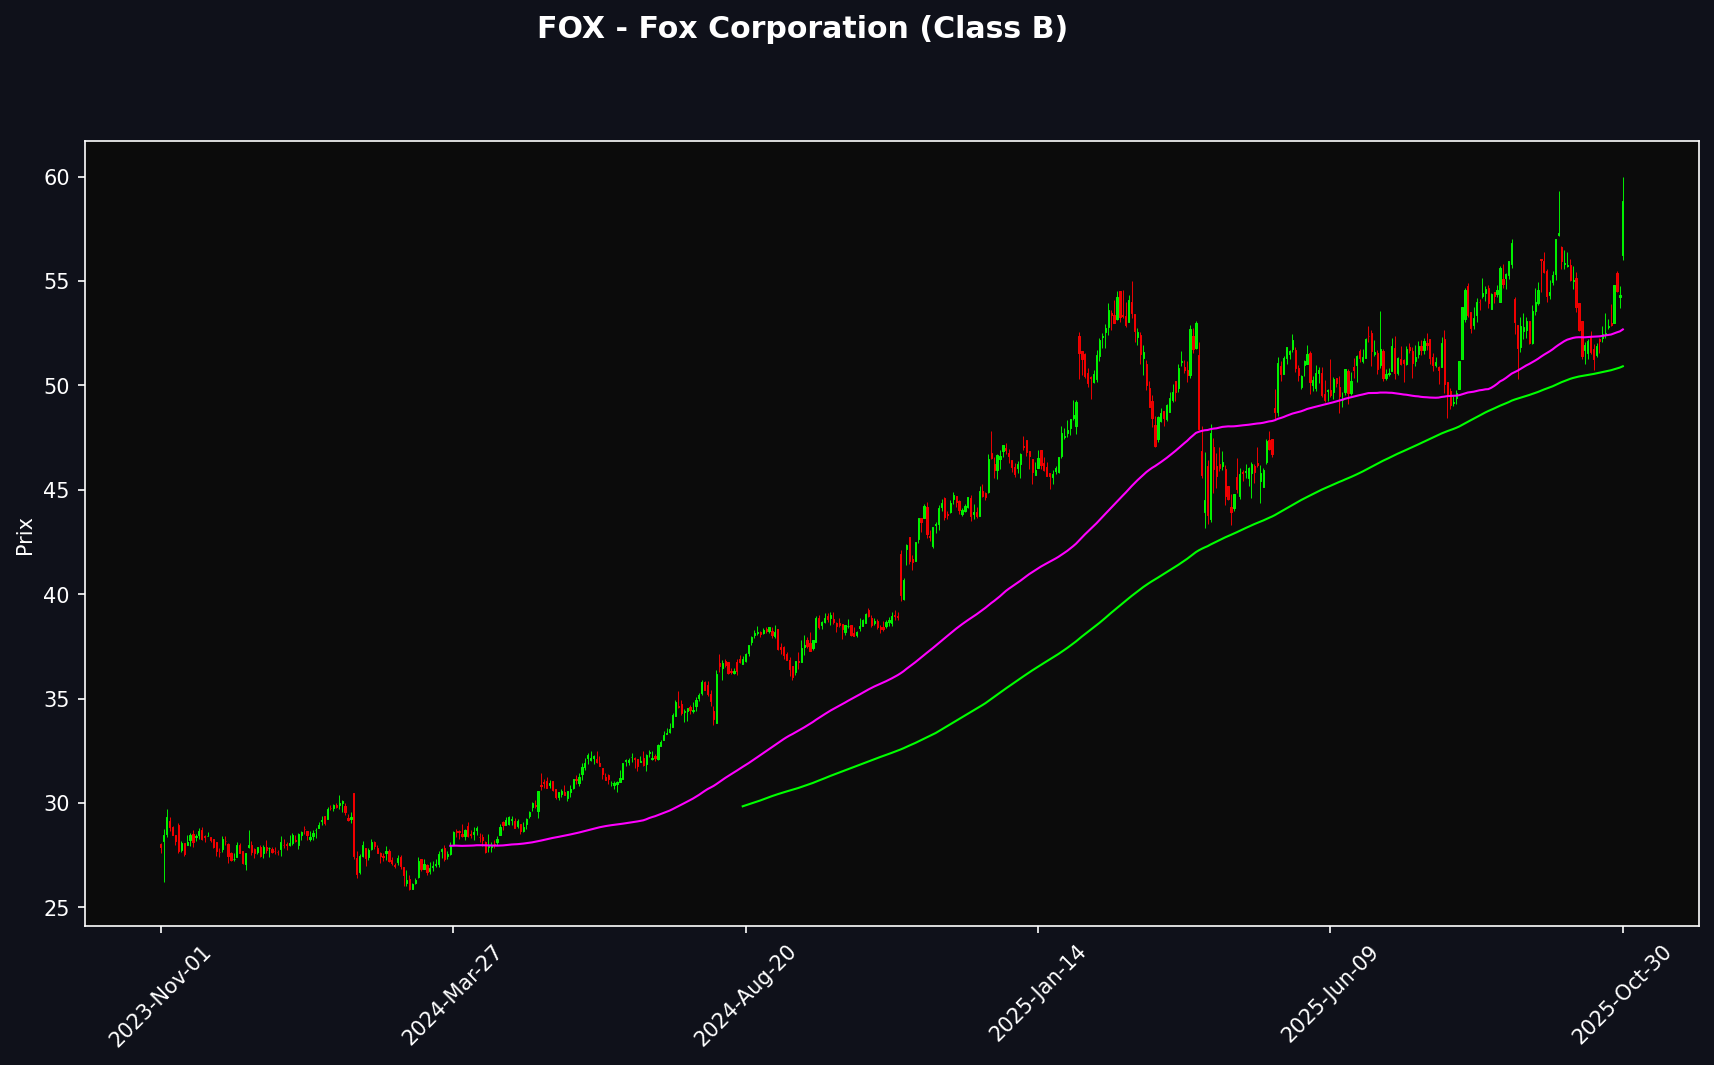 FOX - Fox Corporation (Class B)
60
55
50
45
40
35
30
25
Prix
2023-Nov-01
2024-Mar-27
2024-Aug-20
2025-Jan-14
2025-Jun-09
2025-Oct-30